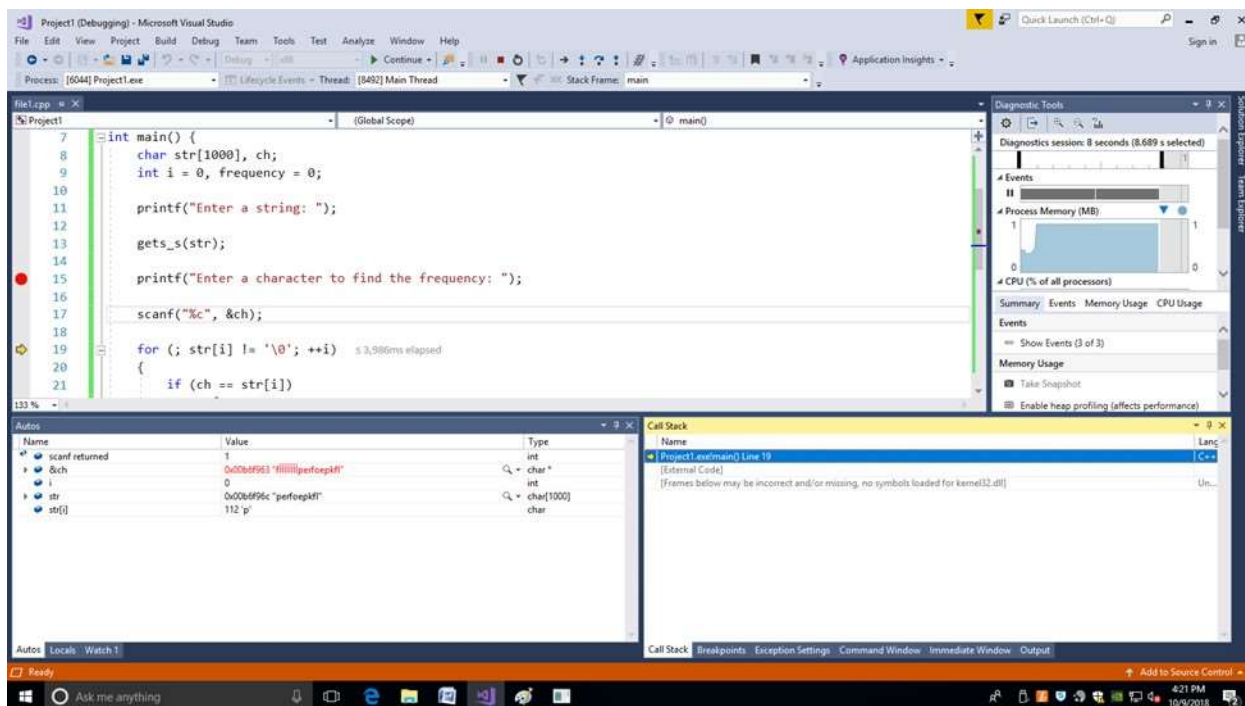 Project1 (Debugging) - Microsoft Visual Studio
Quick Launch (Ctrl+Q)
File Edit View Project Build Debug Team Tools Test Analyze Window Help
Sign in
Debug
x86
Continue
Application Insights
Process: [6044] Project1.exe
Lifecycle Events
Thread: [8492] Main Thread
Stack Frame: main
file1.cpp
Project1
(Global Scope)
main()
7 int main() {
8 char str[1000], ch;
9 int i = 0, frequency = 0;
10
11 printf("Enter a string: ");
12
13 gets_s(str);
14
15 printf("Enter a character to find the frequency: ");
16
17 scanf("%c", &ch);
18
19 for (; str[i] != '\0'; ++i) ≤ 3,986ms elapsed
20 {
21 if (ch == str[i])
133 %
Diagnostic Tools
Diagnostics session: 8 seconds (8.689 s selected)
Events
Process Memory (MB)
1 1
0 0
CPU (% of all processors)
Summary Events Memory Usage CPU Usage
Events
Show Events (3 of 3)
Memory Usage
Take Snapshot
Enable heap profiling (affects performance)
Solution Explorer
Team Explorer
Autos
Name Value Type
scanf returned 1 int
&ch char *
i 0 int
str 0x00b6f96c "perfoepkfl" char[1000]
str[i] 112 'p' char
Autos Locals Watch 1
Call Stack
Name Lang
Project1.exe!main() Line 19 C++
[External Code]
[Frames below may be incorrect and/or missing, no symbols loaded for kernel32.dll] Un...
Call Stack Breakpoints Exception Settings Command Window Immediate Window Output
Ready
Add to Source Control
Ask me anything
4:21 PM
10/9/2018